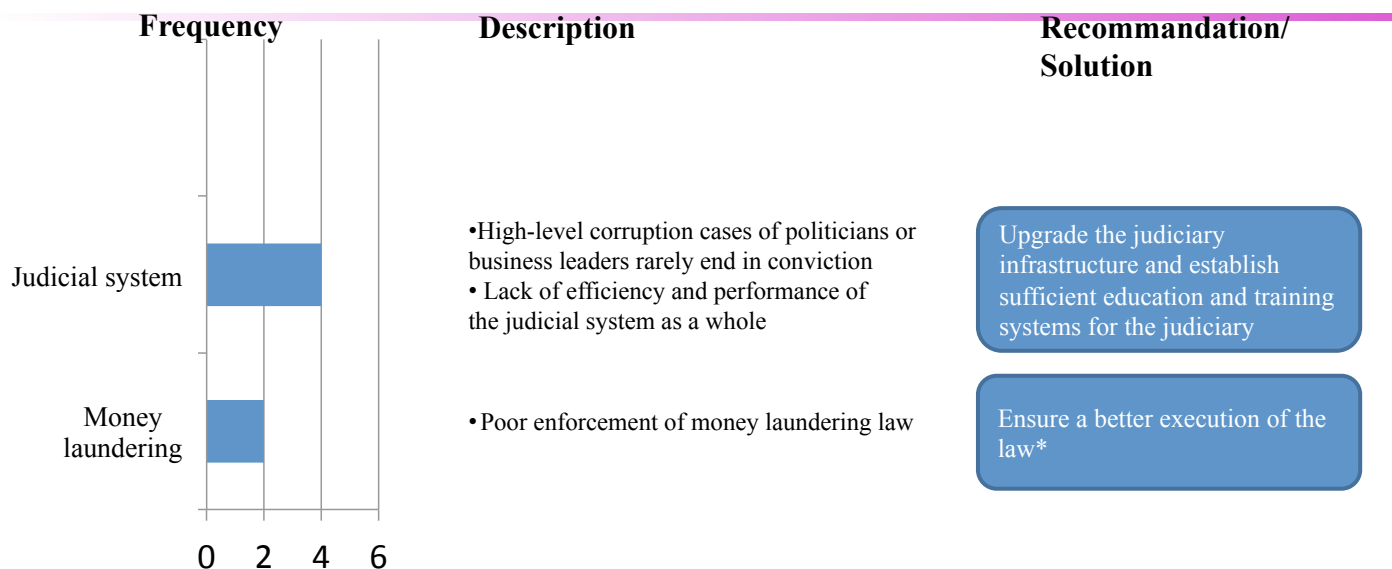 Frequency
Description
Recommandation/
Solution
Judicial system
•High-level corruption cases of politicians or
business leaders rarely end in conviction
• Lack of efficiency and performance of
the judicial system as a whole
Upgrade the judiciary
infrastructure and establish
sufficient education and training
systems for the judiciary
Money
laundering
•Poor enforcement of money laundering law
Ensure a better execution of the
law*
0 2 4 6